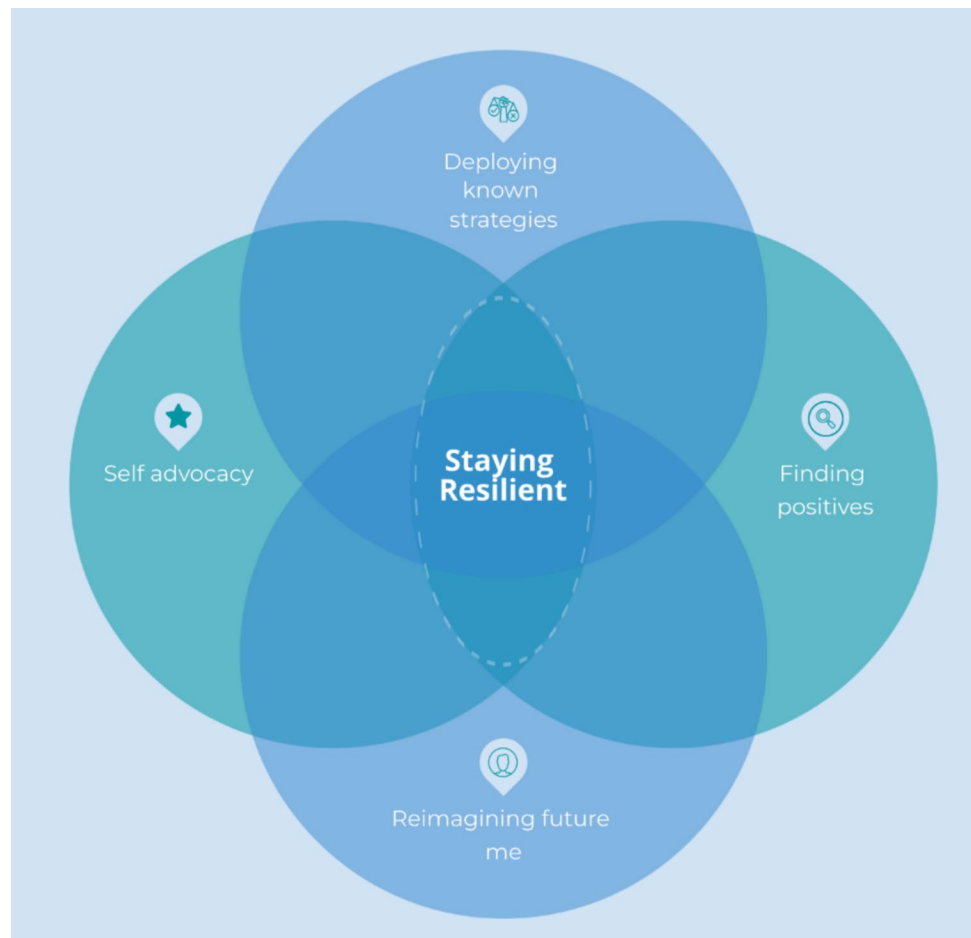 Deploying
known
strategies
Self advocacy
Staying
Resilient
Finding
positives
Reimagining future
me